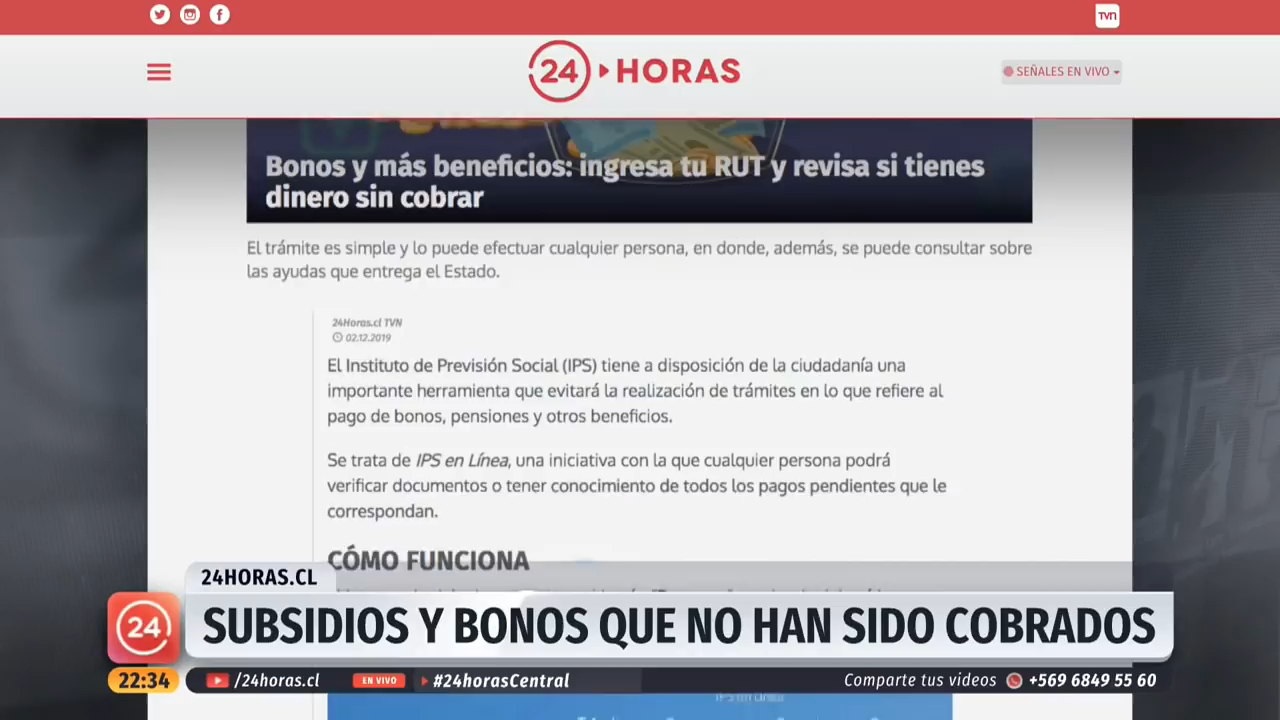 TVN
24 HORAS
SEÑALES EN VIVO
Bonos y más beneficios: ingresa tu RUT y revisa si tienes
dinero sin cobrar
El trámite es simple y lo puede efectuar cualquier persona, en donde, además, se puede consultar sobre
las ayudas que entrega el Estado.
24Horas.cl TVN
02.12.2019
El Instituto de Previsión Social (IPS) tiene a disposición de la ciudadanía una
importante herramienta que evitará la realización de trámites en lo que refiere al
pago de bonos, pensiones y otros beneficios.
Se trata de IPS en Línea, una iniciativa con la que cualquier persona podrá
verificar documentos o tener conocimiento de todos los pagos pendientes que le
correspondan.
CÓMO FUNCIONA
24HORAS.CL
24 SUBSIDIOS Y BONOS QUE NO HAN SIDO COBRADOS
22:34 /24horas.cl EN VIVO #24horasCentral Comparte tus videos +569 6849 55 60
IPS en Línea